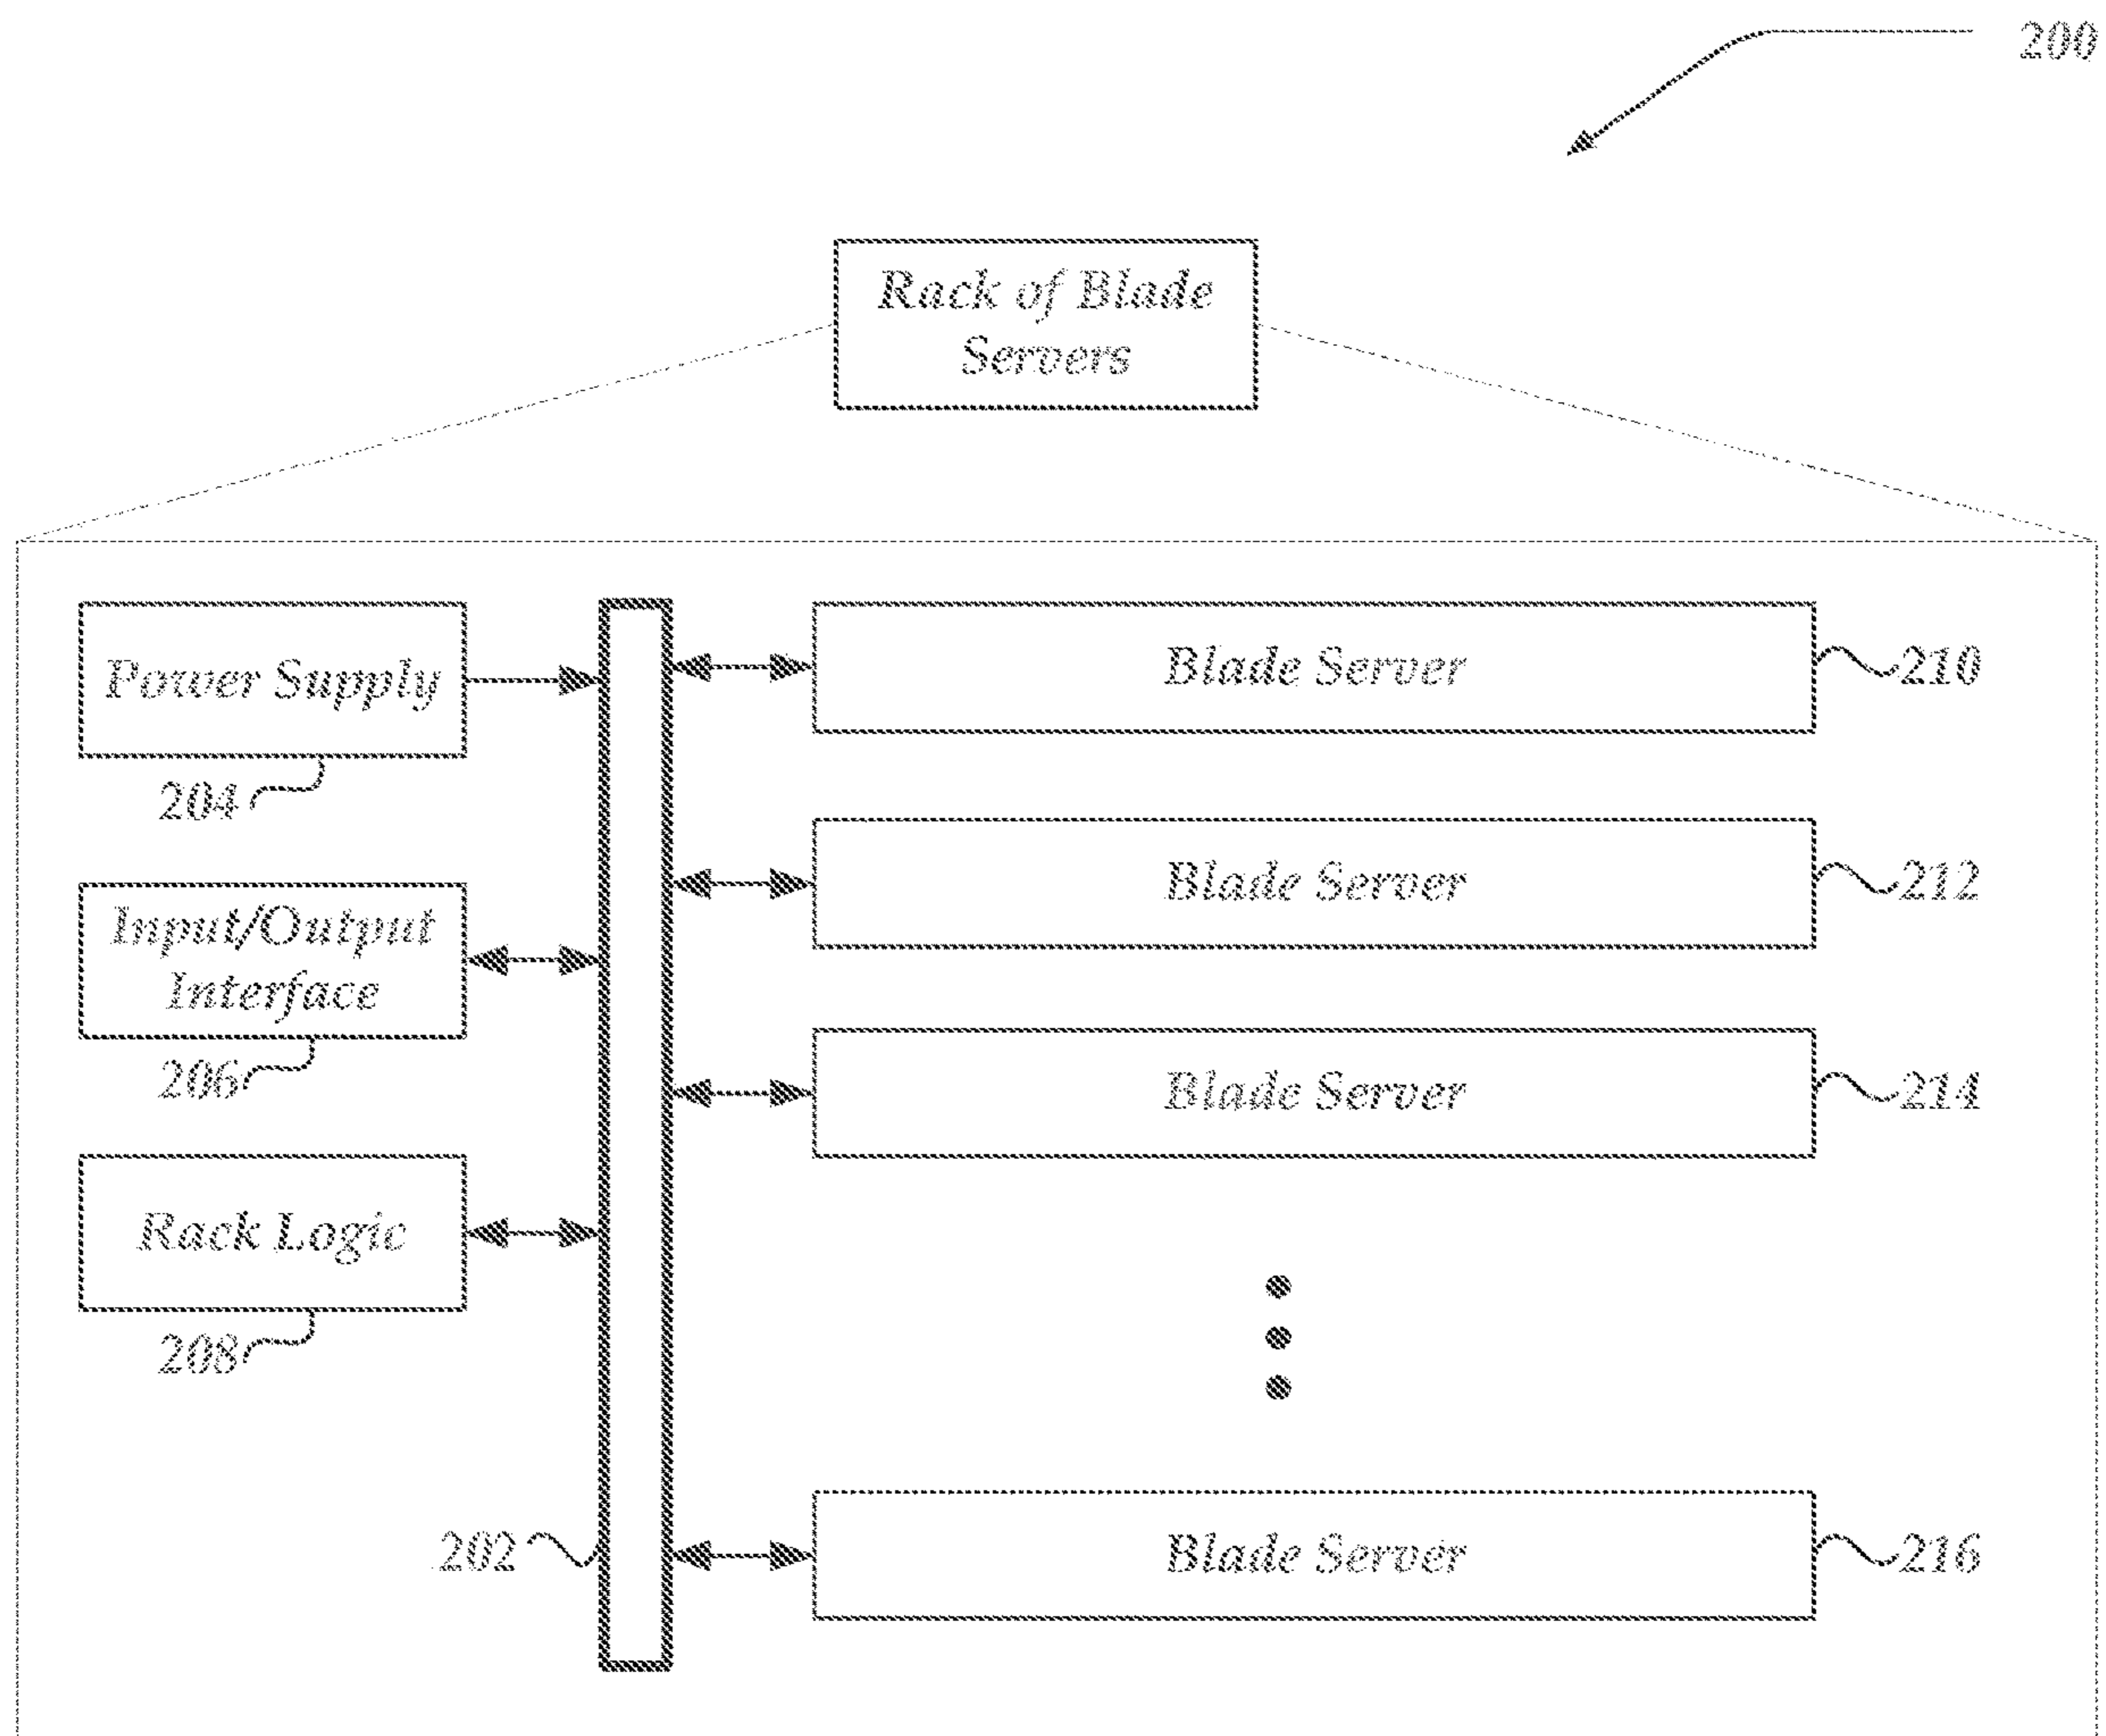 200
Rack of Blade
Servers
Power Supply
204
Input/Output
Interface
206
Rack Logic
208
202
Blade Server
210
Blade Server
212
Blade Server
214
Blade Server
216